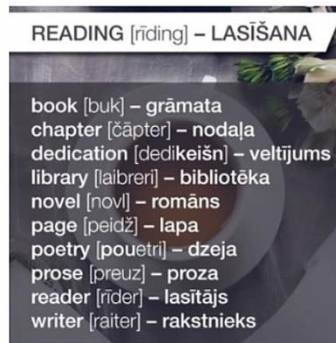 READING [rīding] – LASĪŠANA
book [buk] – grāmata
chapter [čāpter] – nodaļa
dedication [dedikeišn] – veltījums
library [laibreri] – bibliotēka
novel [novl] – romāns
page [peidž] – lapa
poetry [pouetri] – dzeja
prose [preuz] – proza
reader [rīder] – lasītājs
writer [raiter] – rakstnieks